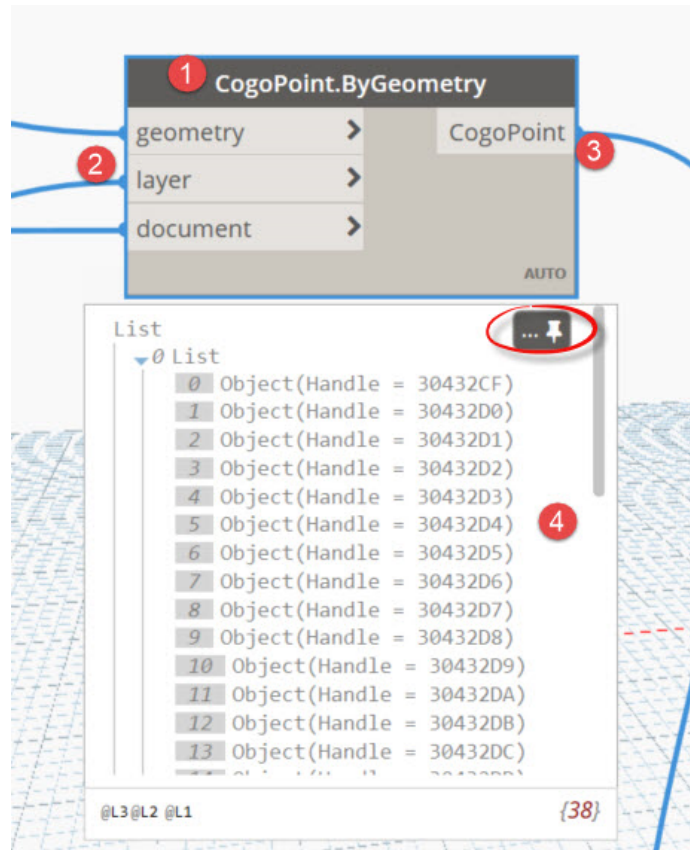 1 CogoPoint.ByGeometry
geometry > CogoPoint 3
2 layer >
document >
AUTO
List ...
0 List
0 Object(Handle = 30432CF)
1 Object(Handle = 30432D0)
2 Object(Handle = 30432D1)
3 Object(Handle = 30432D2)
4 Object(Handle = 30432D3)
5 Object(Handle = 30432D4) 4
6 Object(Handle = 30432D5)
7 Object(Handle = 30432D6)
8 Object(Handle = 30432D7)
9 Object(Handle = 30432D8)
10 Object(Handle = 30432D9)
11 Object(Handle = 30432DA)
12 Object(Handle = 30432DB)
13 Object(Handle = 30432DC)
@L3@L2 @L1 {38}